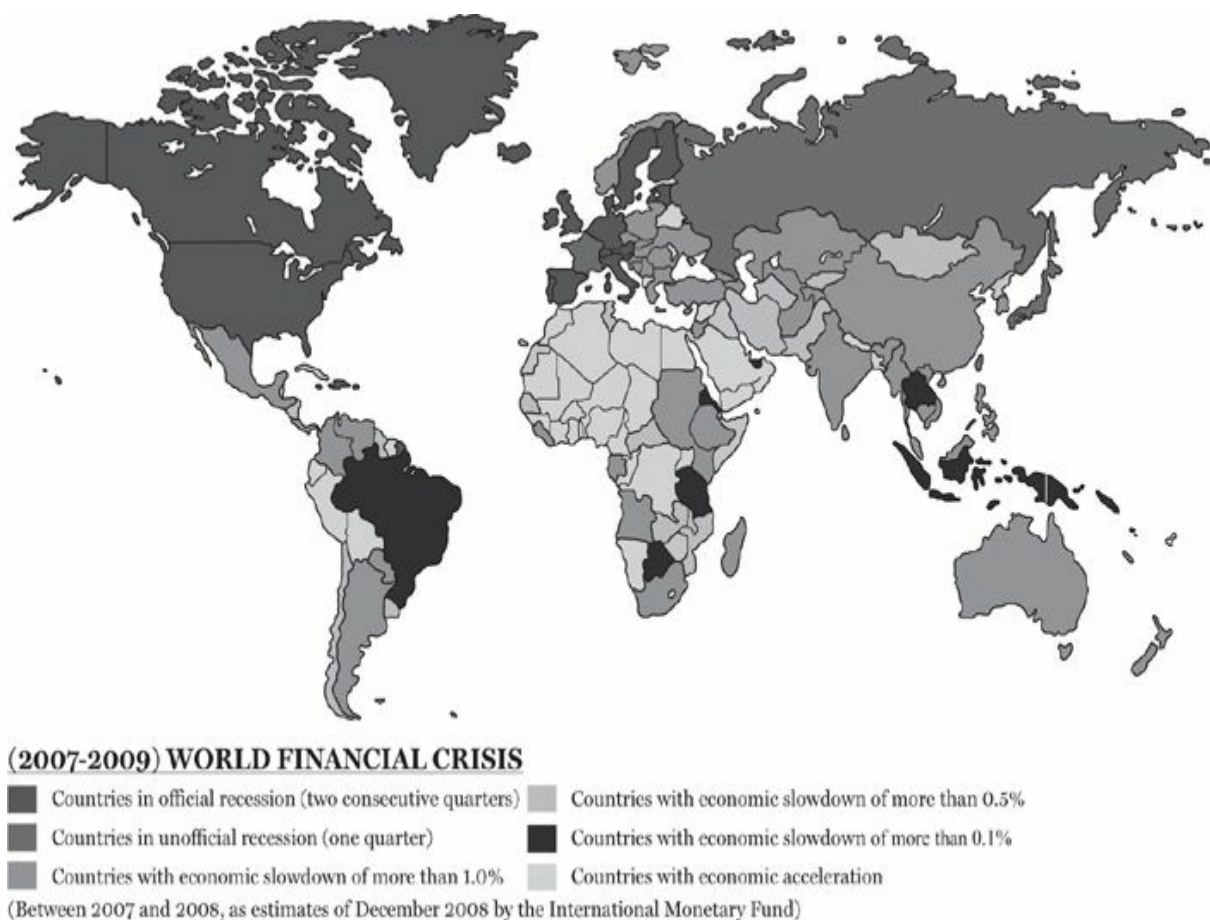 (2007-2009) WORLD FINANCIAL CRISIS
Countries in official recession (two consecutive quarters)
Countries in unofficial recession (one quarter)
Countries with economic slowdown of more than 1.0%
Countries with economic slowdown of more than 0.5%
Countries with economic slowdown of more than 0.1%
Countries with economic acceleration
(Between 2007 and 2008, as estimates of December 2008 by the International Monetary Fund)